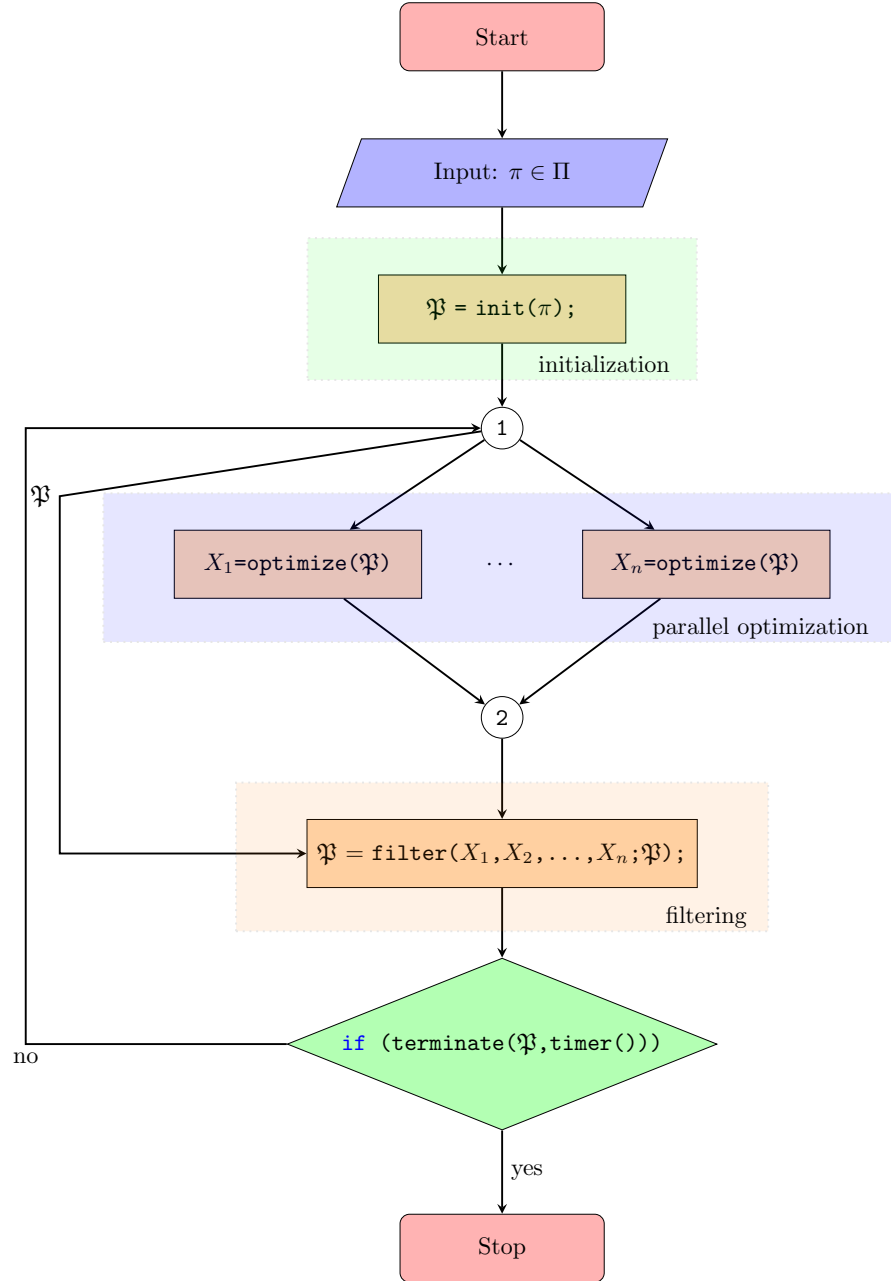 Start
Input: π ∈ Π
𝔓 = init(π);
initialization
1
𝔓
X₁=optimize(𝔓) ... Xₙ=optimize(𝔓)
parallel optimization
2
𝔓 = filter(X₁,X₂,...,Xₙ;𝔓);
filtering
if (terminate(𝔓,timer()))
no
yes
Stop